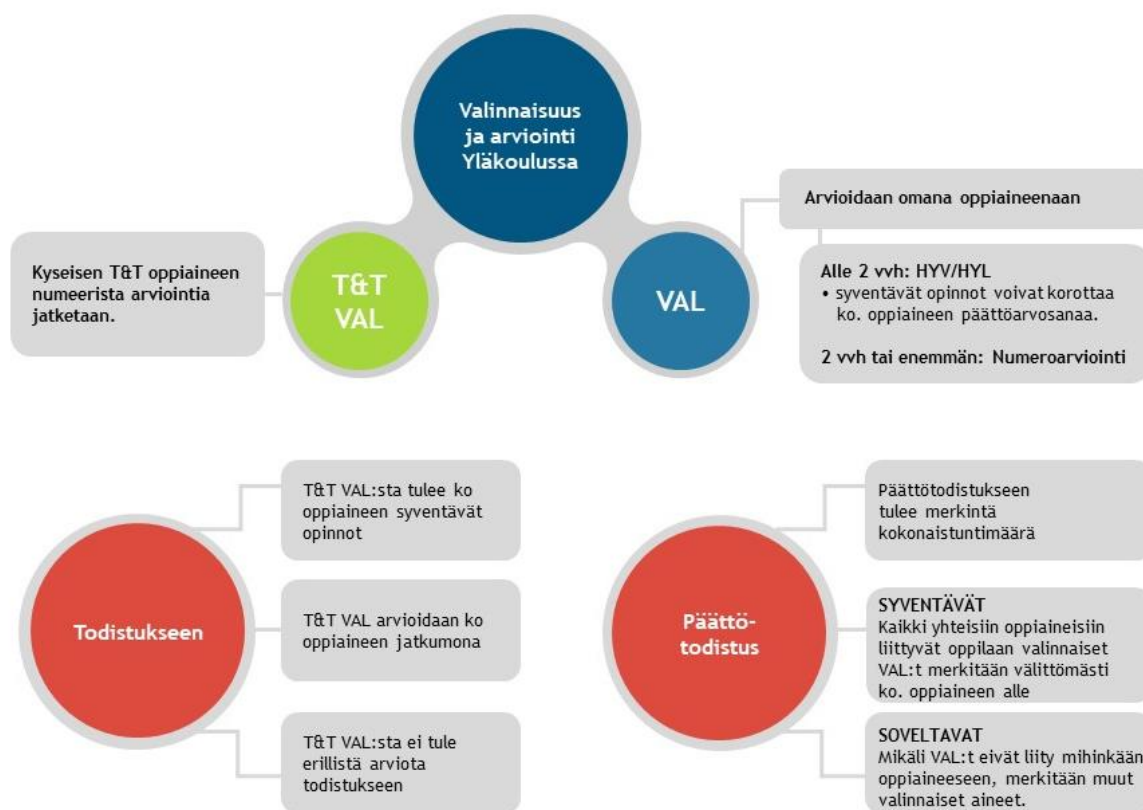 Valinnaisuus
ja arviointi
Yläkoulussa
T&T
VAL
VAL
Kyseisen T&T oppiaineen
numeerista arviointia
jatketaan.
Arvioidaan omana oppiaineenaan
Alle 2 vvh: HYV/HYL
• syventävät opinnot voivat korottaa
ko. oppiaineen päättöarvosanaa.
2 vvh tai enemmän: Numeroarviointi
Todistukseen
T&T VAL:sta tulee ko
oppiaineen syventävät
opinnot
T&T VAL arvioidaan ko
oppiaineen jatkumona
T&T VAL:sta ei tule
erillistä arviota
todistukseen
Päättö-
todistus
Päättötodistukseen
tulee merkintä
kokonaistuntimäärä
SYVENTÄVÄT
Kaikki yhteisiin oppiaineisiin
liittyvät oppilaan valinnaiset
VAL:t merkitään välittömästi
ko. oppiaineen alle
SOVELTAVAT
Mikäli VAL:t eivät liity mihinkään
oppiaineeseen, merkitään muut
valinnaiset aineet.